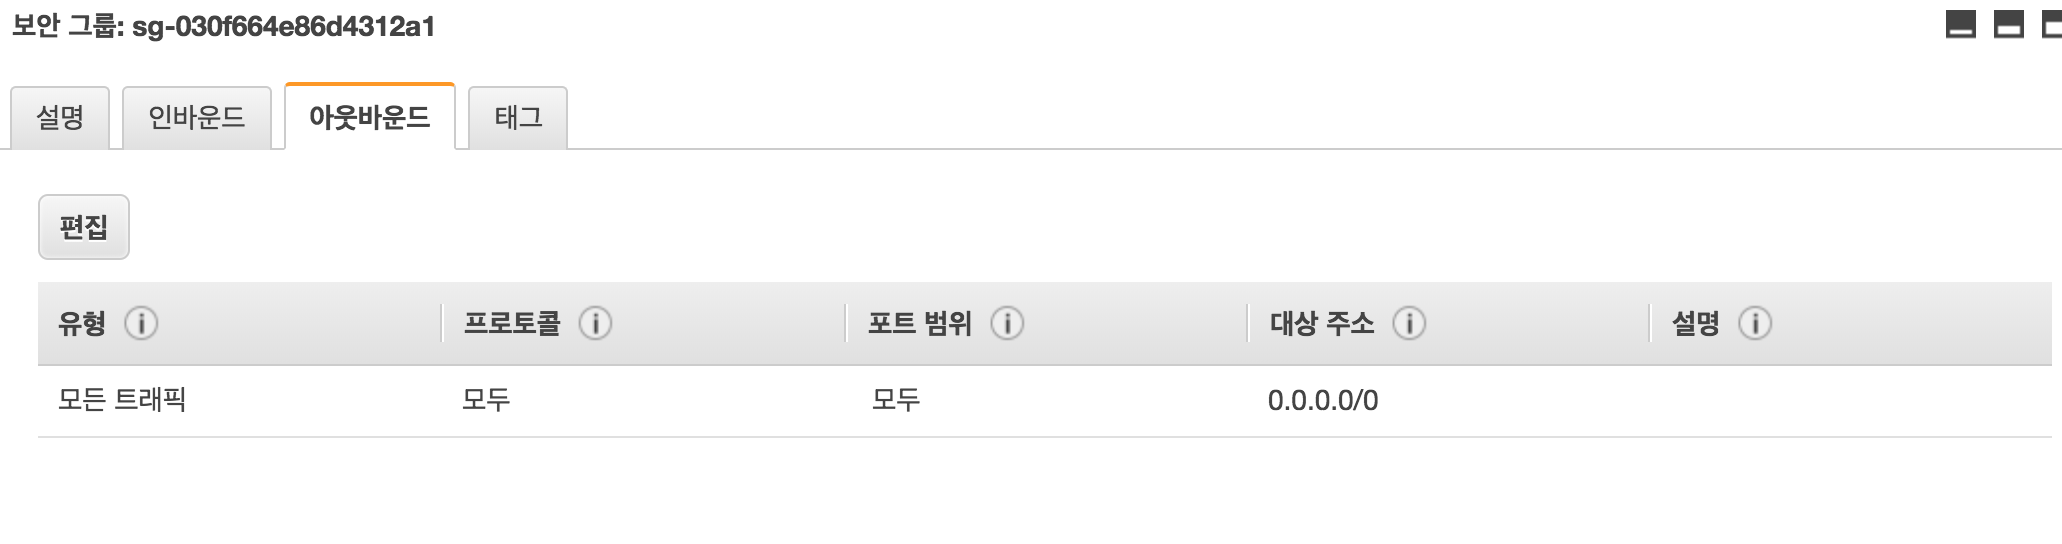 보안 그룹: sg-030f664e86d4312a1
설명 인바운드 아웃바운드 태그
편집
유형 프로토콜 포트 범위 대상 주소 설명
모든 트래픽 모두 모두 0.0.0.0/0